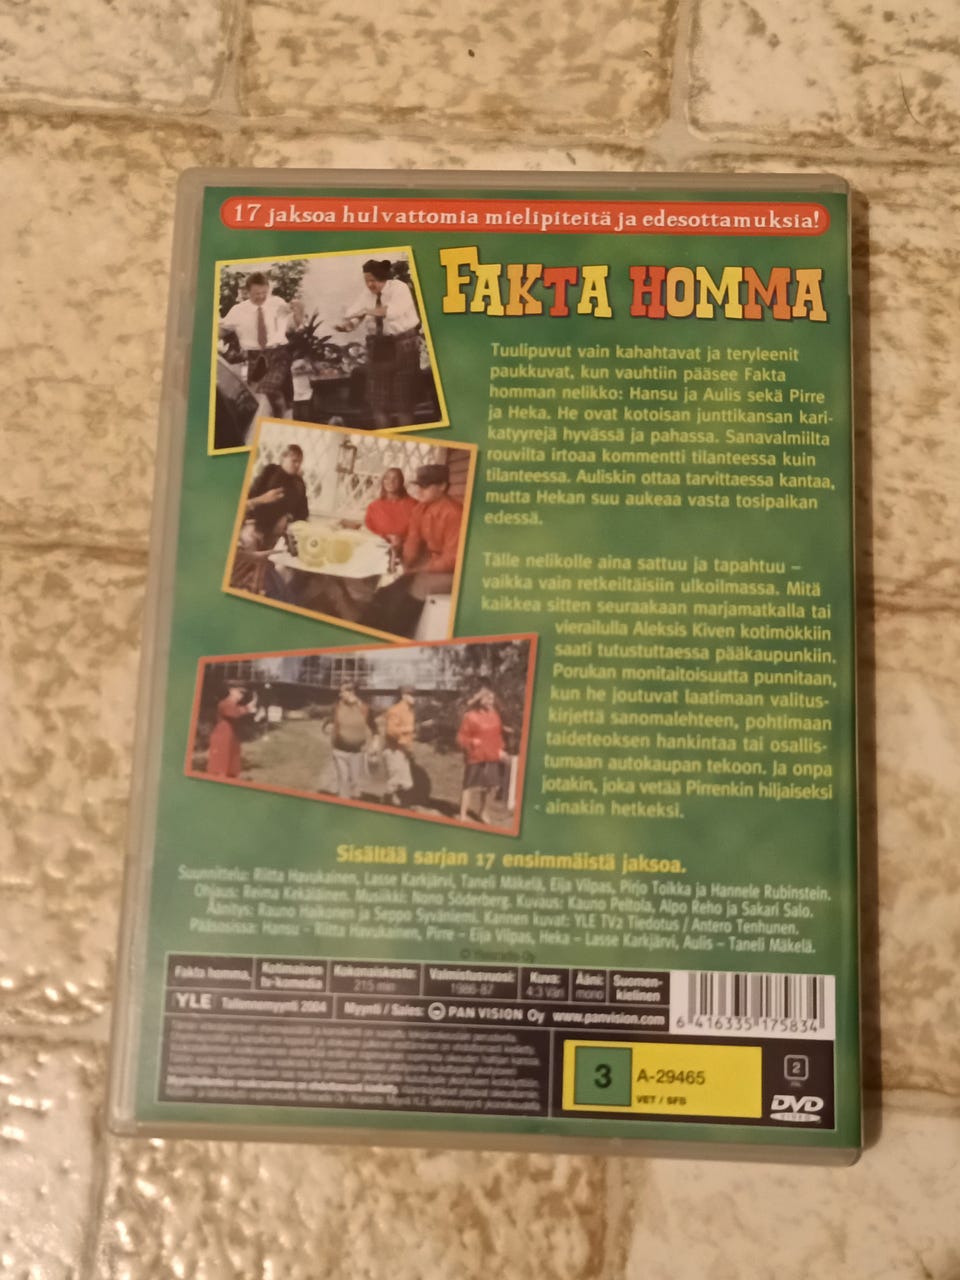 17 jaksoa hulvattomia mielipiteitä ja edesottamuksia!
FAKTA HOMMA
Tuulipuvut vain kahahtavat ja teryleenit
paukkuvat, kun vauhtiin pääsee Fakta
homman nelikko: Hansu ja Aulis sekä Pirre
ja Heka. He ovat kotoisan junttikansan kari-
katyyrejä hyvässä ja pahassa. Sanavalmiilta
rouvilta irtoaa kommentti tilanteessa kuin
tilanteessa. Auliskin ottaa tarvittaessa kantaa,
mutta Hekan suu aukeaa vasta tosipaikan
edessä.
Tälle nelikolle aina sattuu ja tapahtuu –
vaikka vain retkeiltäisiin ulkoilmassa. Mitä
kaikkea sitten seuraakaan marjamatkalla tai
vierailulla Aleksis Kiven kotimökkiin
saati tutustuttaessa pääkaupunkiin.
Porukan monitaitoisuutta punnitaan,
kun he joutuvat laatimaan valitus-
kirjettä sanomalehteen, pohtimaan
taideteoksen hankintaa tai osallis-
tumaan autokaupan tekoon. Ja onpa
jotakin, joka vetää Pirrenkin hiljaiseksi
- ainakin hetkeksi.
Sisältää sarjan 17 ensimmäistä jaksoa.
Suunnittelu: Riitta Havukainen, Lasse Karkjärvi, Taneli Mäkelä, Eija Vilpas, Pirjo Toikka ja Hannele Rubinstein.
Ohjaus: Reima Kekäläinen. Musiikki: Nono Söderberg. Kuvaus: Kauno Peltola, Alpo Reho ja Sakari Salo.
Äänitys: Rauno Haikonen ja Seppo Syväniemi. Kannen kuvat: YLE TV2 Tiedotus / Antero Tenhunen.
Pääosissa: Hansu – Riitta Havukainen, Pirre – Eija Vilpas, Heka – Lasse Karkjärvi, Aulis – Taneli Mäkelä.
Fakta homma, Kotimainen tv-komedia Kokonaiskesto: 215 min Valmistusvuosi: 1986-87 Kuva: 4:3 Väri Ääni: mono Suomen-kielinen
YLE Tallennemyynti 2004 Myynti / Sales: PAN VISION Oy www.panvision.com
6 416335 175834
3 A-29465
VET / SFB
2
DVD
VIDEO